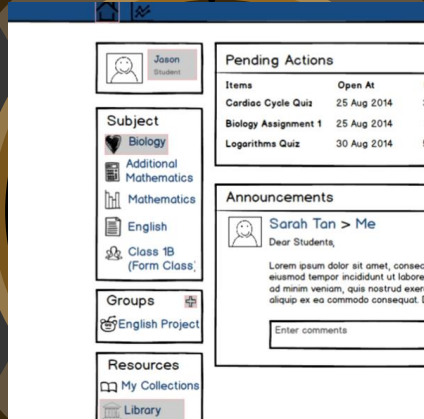 Jason
Student
Subject
Biology
Additional
Mathematics
Mathematics
English
Class 1B
(Form Class)
Groups
English Project
Resources
My Collections
Library
Pending Actions
Items Open At
Cardiac Cycle Quiz 25 Aug 2014
Biology Assignment 1 25 Aug 2014
Logarithms Quiz 30 Aug 2014
Announcements
Sarah Tan > Me
Dear Students,
Lorem ipsum dolor sit amet, consec
eiusmod tempor incididunt ut labore
ad minim veniam, quis nostrud exer
aliquip ex ea commodo consequat.
Enter comments